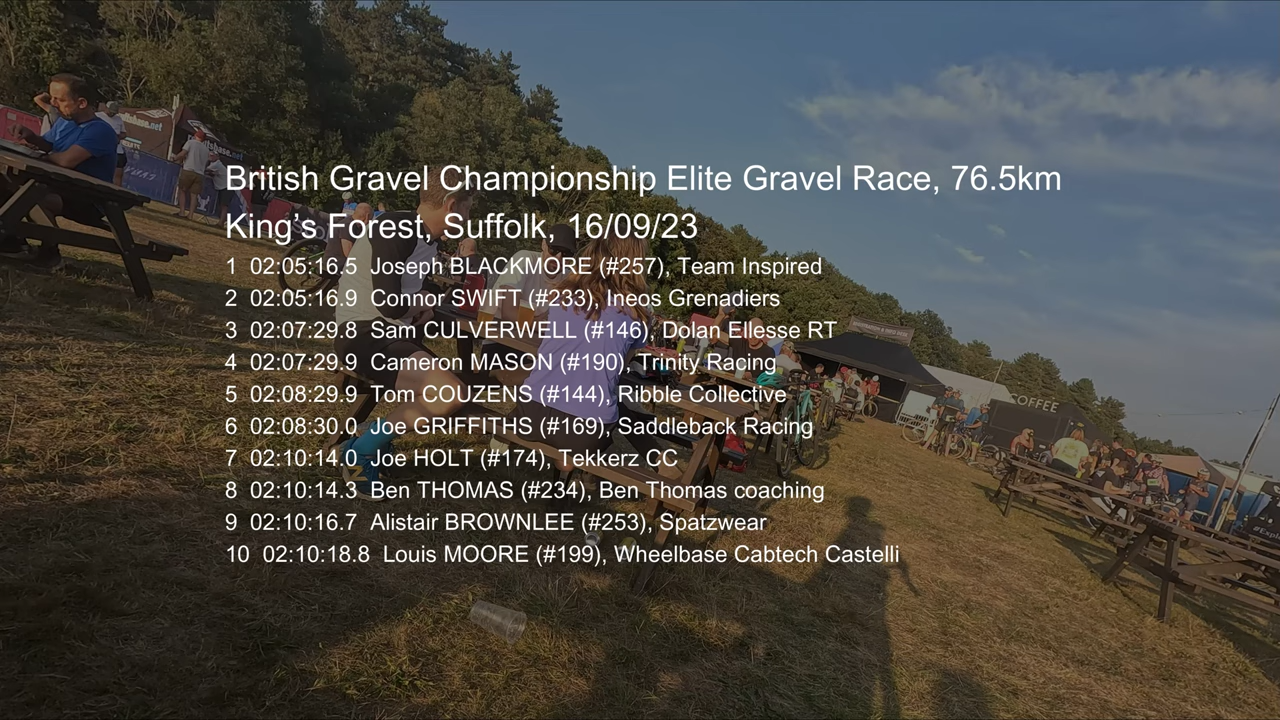 British Gravel Championship Elite Gravel Race, 76.5km
King’s Forest, Suffolk, 16/09/23
1 02:05:16.5 Joseph BLACKMORE (#257), Team Inspired
2 02:05:16.9 Connor SWIFT (#233), Ineos Grenadiers
3 02:07:29.8 Sam CULVERWELL (#146), Dolan Ellesse RT
4 02:07:29.9 Cameron MASON (#190), Trinity Racing
5 02:08:29.9 Tom COUZENS (#144), Ribble Collective
6 02:08:30.0 Joe GRIFFITHS (#169), Saddleback Racing
7 02:10:14.0 Joe HOLT (#174), Tekkerz CC
8 02:10:14.3 Ben THOMAS (#234), Ben Thomas coaching
9 02:10:16.7 Alistair BROWNLEE (#253), Spatzwear
10 02:10:18.8 Louis MOORE (#199), Wheelbase Cabtech Castelli
COFFEE